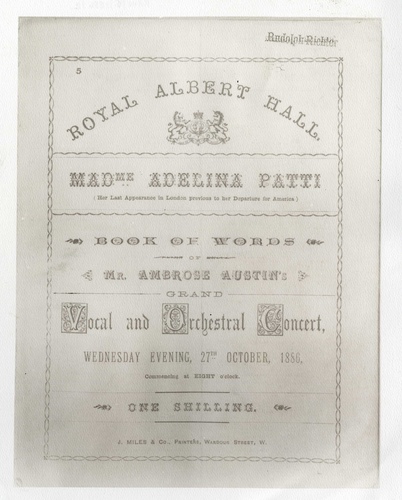 Rudolph Richter
5
ROYAL ALBERT HALL.
MADME. ADELINA PATTI
(Her Last Appearance in London previous to her Departure for America)
BOOK OF WORDS
OF
MR. AMBROSE AUSTIN'S
GRAND
Vocal and Orchestral Concert,
WEDNESDAY EVENING, 27TH OCTOBER, 1886,
Commencing at EIGHT o'clock.
ONE SHILLING.
J. MILES & CO., PRINTERS, WARDOUR STREET, W.